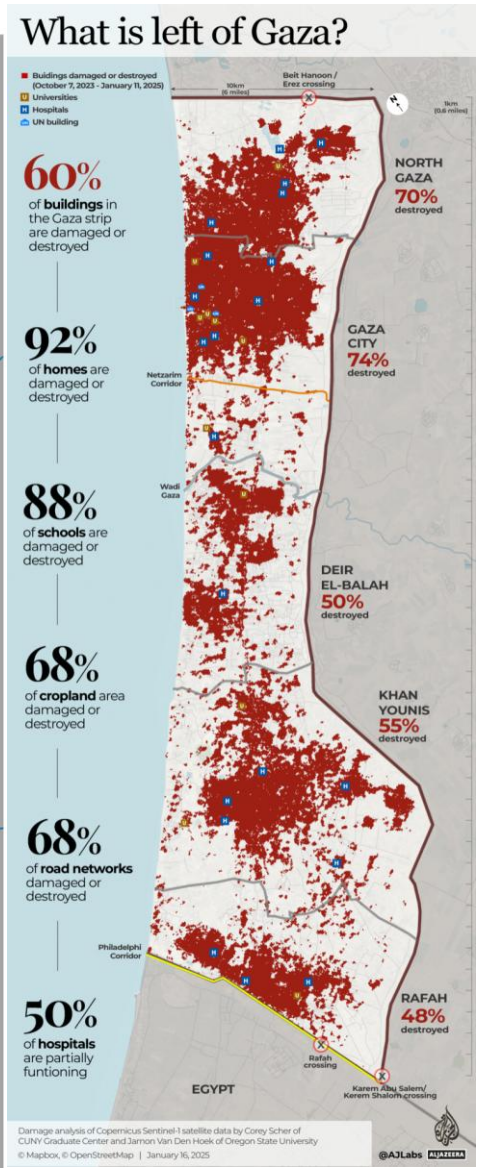 What is left of Gaza?
Buidings damaged or destroyed
(October 7, 2023 - January 11, 2025)
Universities
Hospitals
UN building
10km
(6 miles)
Beit Hanoon /
Erez crossing
N
1km
(0.6 miles)
60%
of buildings in
the Gaza strip
are damaged or
destroyed
92%
of homes are
damaged or
destroyed
88%
of schools are
damaged or
destroyed
68%
of cropland area
damaged or
destroyed
68%
of road networks
damaged or
destroyed
50%
of hospitals
are partially
funtioning
NORTH
GAZA
70%
destroyed
GAZA
CITY
74%
destroyed
Netzarim
Corridor
Wadi
Gaza
DEIR
EL-BALAH
50%
destroyed
KHAN
YOUNIS
55%
destroyed
Philadelphi
Corridor
RAFAH
48%
destroyed
Rafah
crossing
EGYPT
Karem Abu Salem/
Kerem Shalom crossing
Damage analysis of Copernicus Sentinel-1 satellite data by Corey Scher of
CUNY Graduate Center and Jamon Van Den Hoek of Oregon State University
© Mapbox, © OpenStreetMap | January 16, 2025
@AJLabs
ALJAZEERA